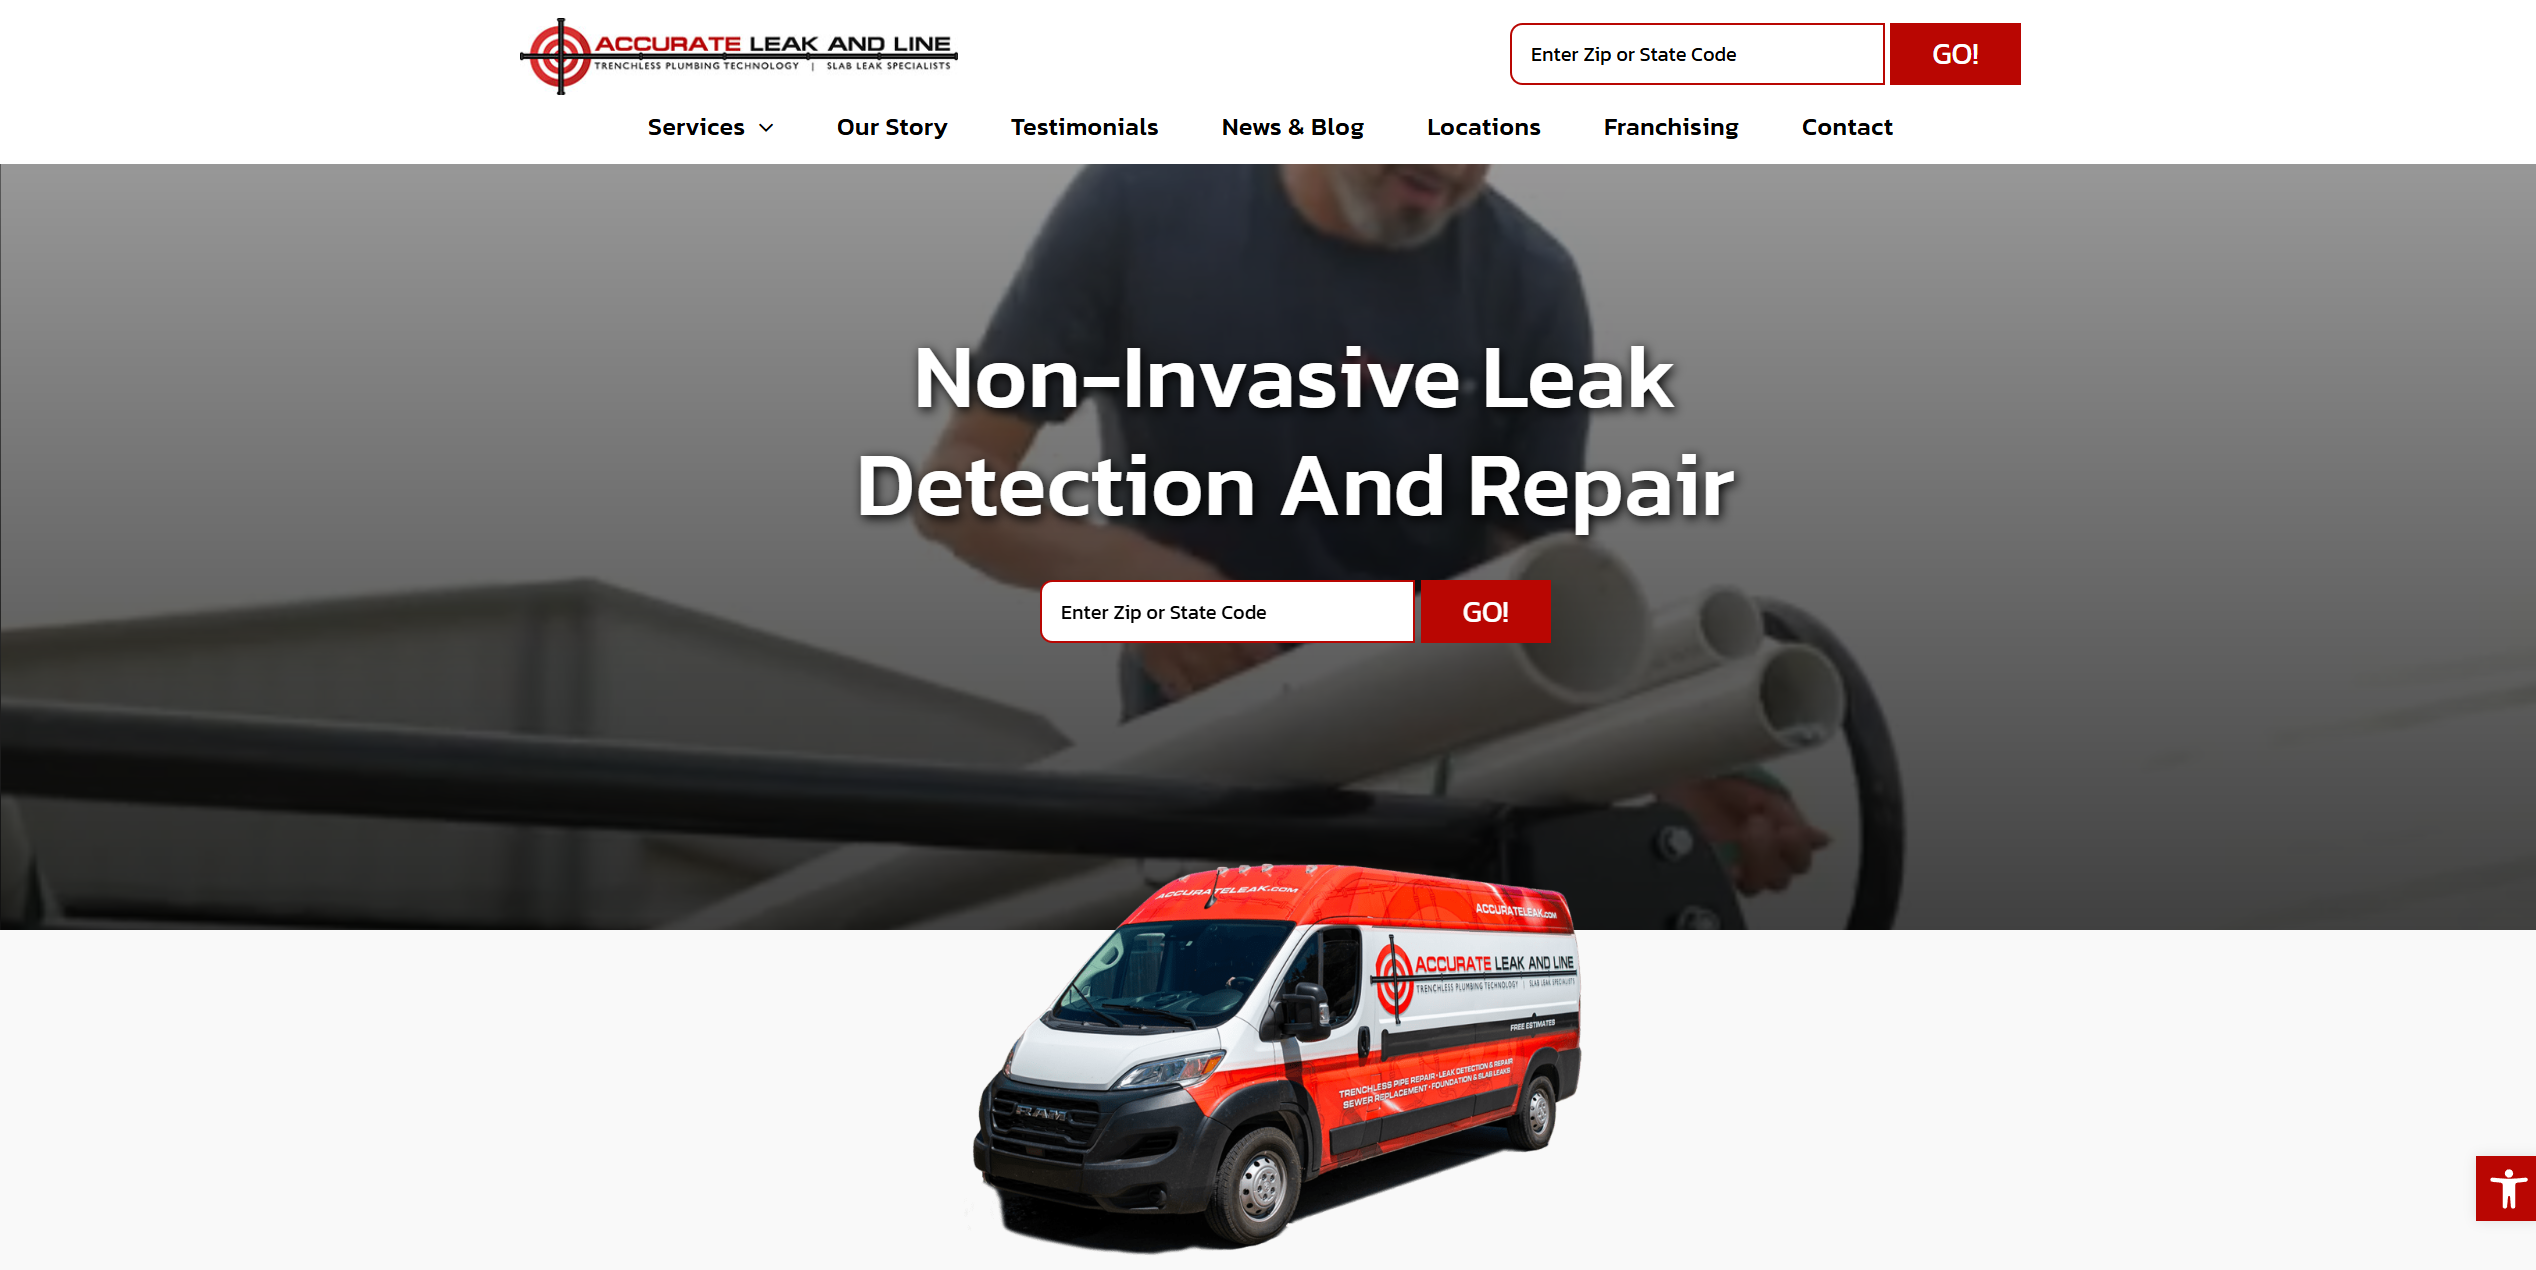 ACCURATE LEAK AND LINE
TRENCHLESS PLUMBING TECHNOLOGY | SLAB LEAK SPECIALISTS
Enter Zip or State Code
GO!
Services
Our Story
Testimonials
News & Blog
Locations
Franchising
Contact
Non-Invasive Leak
Detection And Repair
Enter Zip or State Code
GO!
ACCURATELEAK.COM
ACCURATELEAK.COM
ACCURATE LEAK AND LINE
TRENCHLESS PLUMBING TECHNOLOGY | SLAB LEAK SPECIALISTS
FREE ESTIMATES
TRENCHLESS PIPE REPAIR • LEAK DETECTION & REPAIR
SEWER REPLACEMENT • FOUNDATION & SLAB LEAKS
RAM